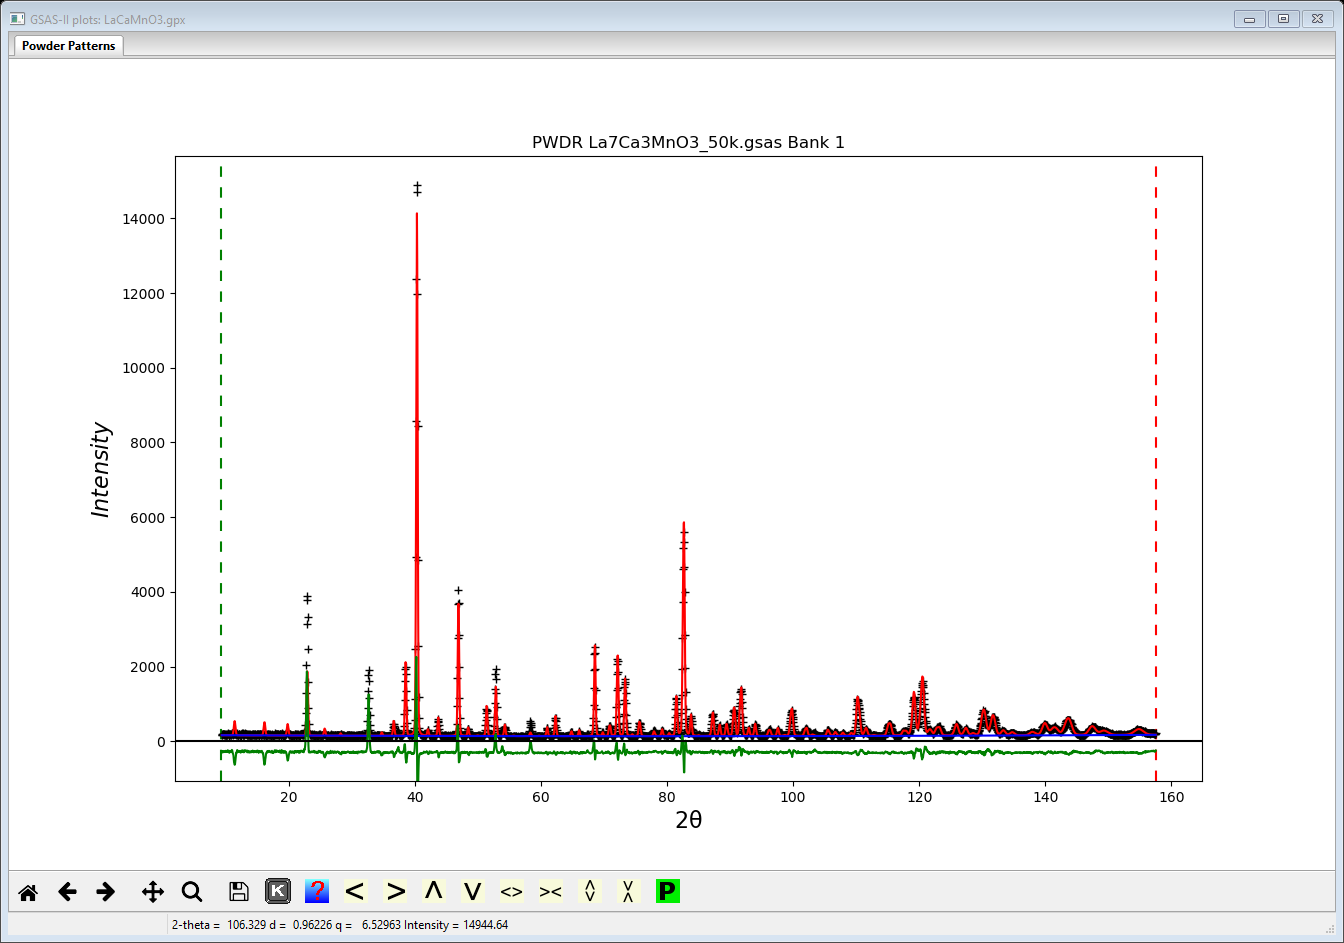 GSAS-II plots: LaCaMnO3.gpx
Powder Patterns
PWDR La7Ca3MnO3_50k.gsas Bank 1
14000
12000
10000
8000
6000
4000
2000
0
Intensity
20 40 60 80 100 120 140 160
2θ
K ? < > Λ V <> >< P
2-theta = 106.329 d = 0.96226 q = 6.52963 Intensity = 14944.64